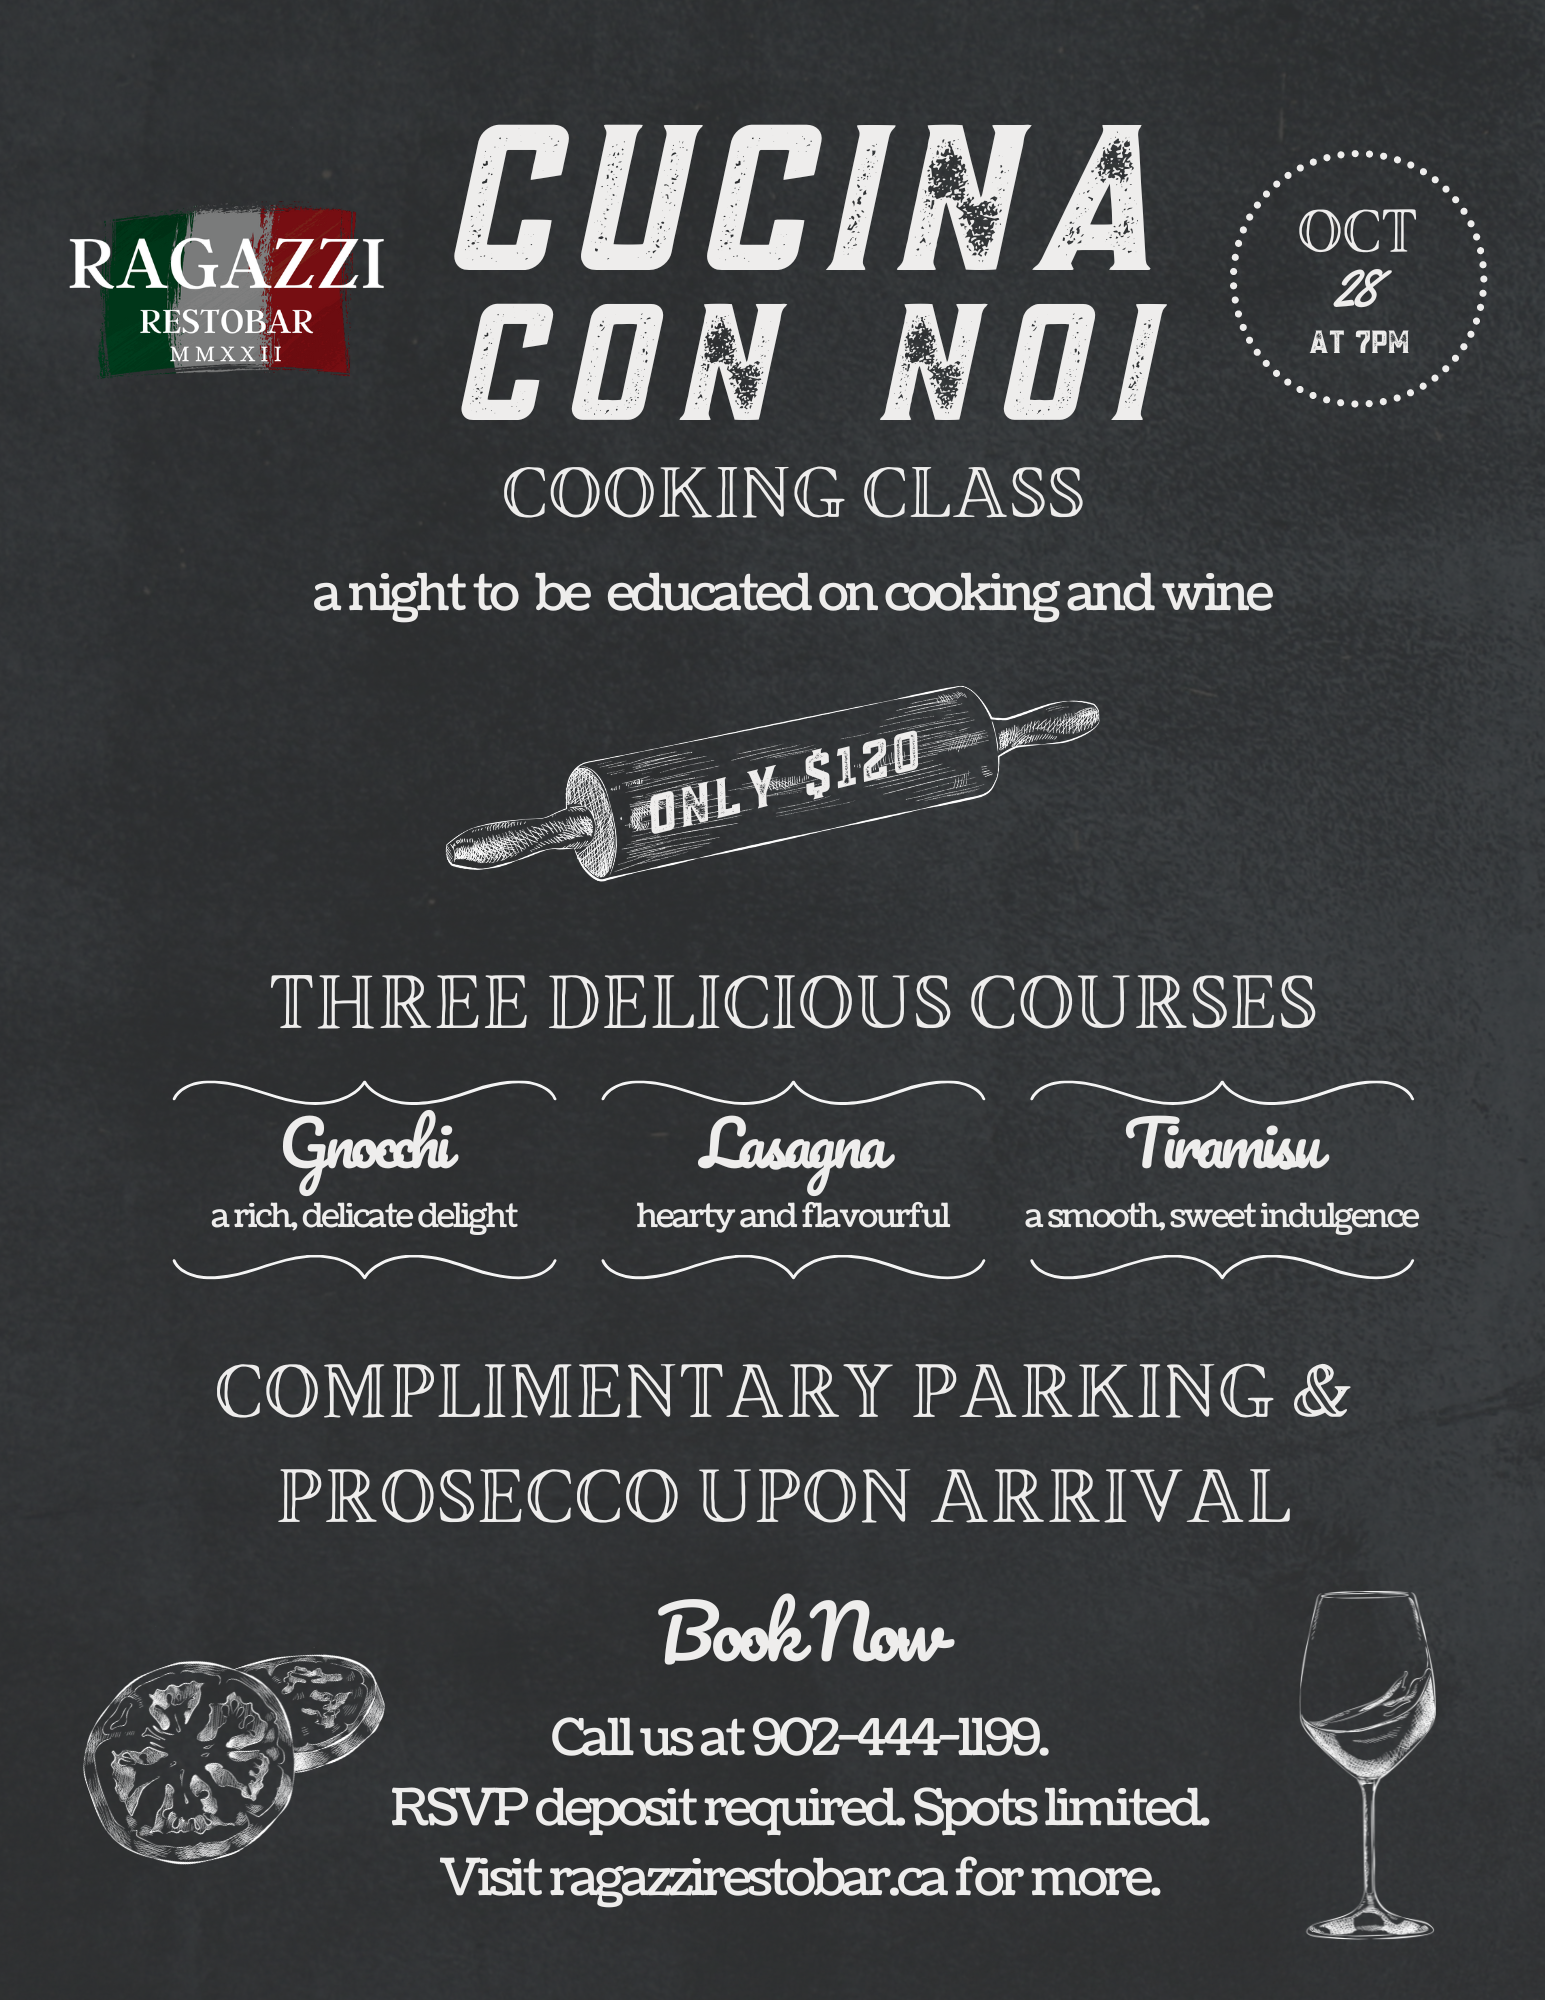 RAGAZZI
RESTOBAR
MMXXII
CUCINA
CON NOI
OCT
28
AT 7PM
COOKING CLASS
a night to be educated on cooking and wine
ONLY $120
THREE DELICIOUS COURSES
Gnocchi
a rich, delicate delight
Lasagna
hearty and flavourful
Tiramisu
a smooth, sweet indulgence
COMPLIMENTARY PARKING &
PROSECCO UPON ARRIVAL
Book Now
Call us at 902-444-1199.
RSVP deposit required. Spots limited.
Visit ragazzirestobar.ca for more.